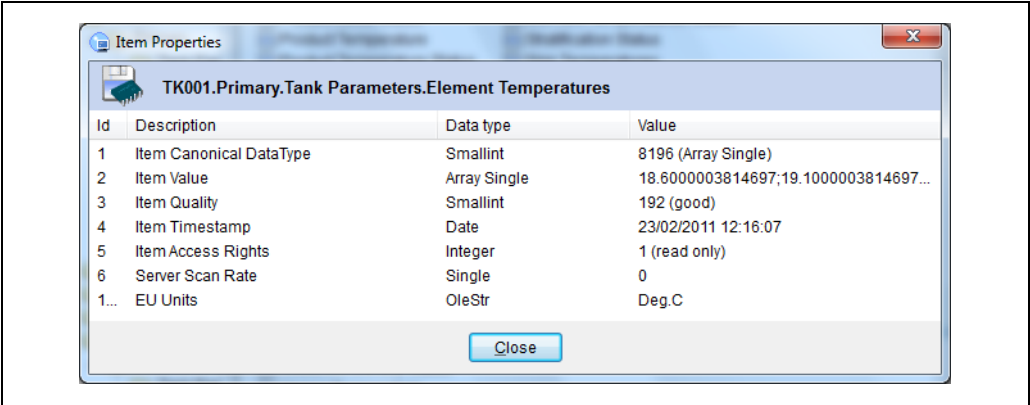 Item Properties
TK001.Primary.Tank Parameters.Element Temperatures
Id Description Data type Value
1 Item Canonical DataType Smallint 8196 (Array Single)
2 Item Value Array Single 18.6000003814697;19.1000003814697...
3 Item Quality Smallint 192 (good)
4 Item Timestamp Date 23/02/2011 12:16:07
5 Item Access Rights Integer 1 (read only)
6 Server Scan Rate Single 0
1... EU Units OleStr Deg.C
Close